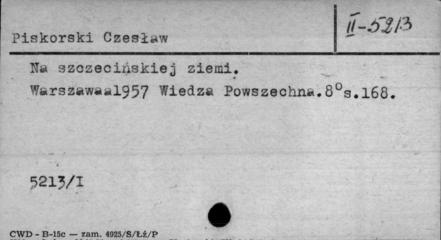 II-5213
Piskorski Czesław
Na szczecińskiej ziemi.
Warszawaa1957 Wiedza Powszechna.8°s.168.
5213/I
CWD - B-15c — zam. 4925/S/Łź/P